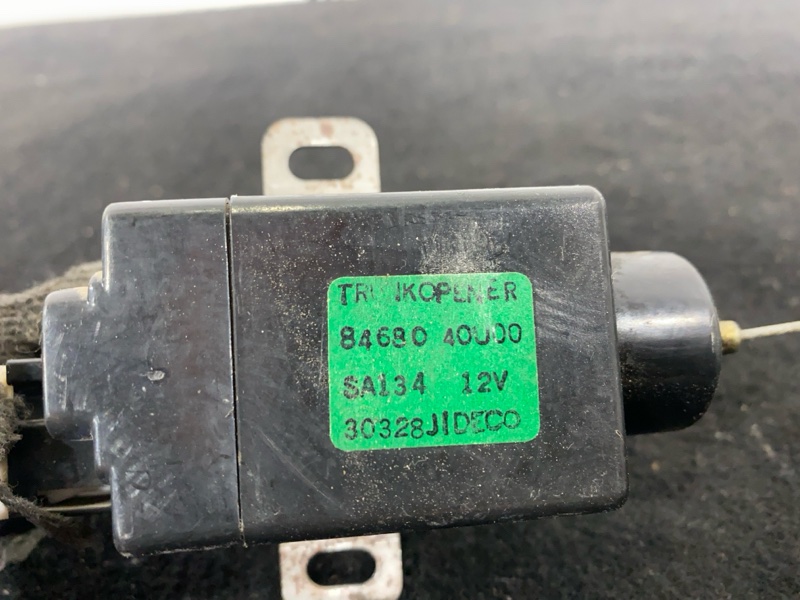 TRUNKOPENER
84680 40U00
SA134 12V
30328JIDECO